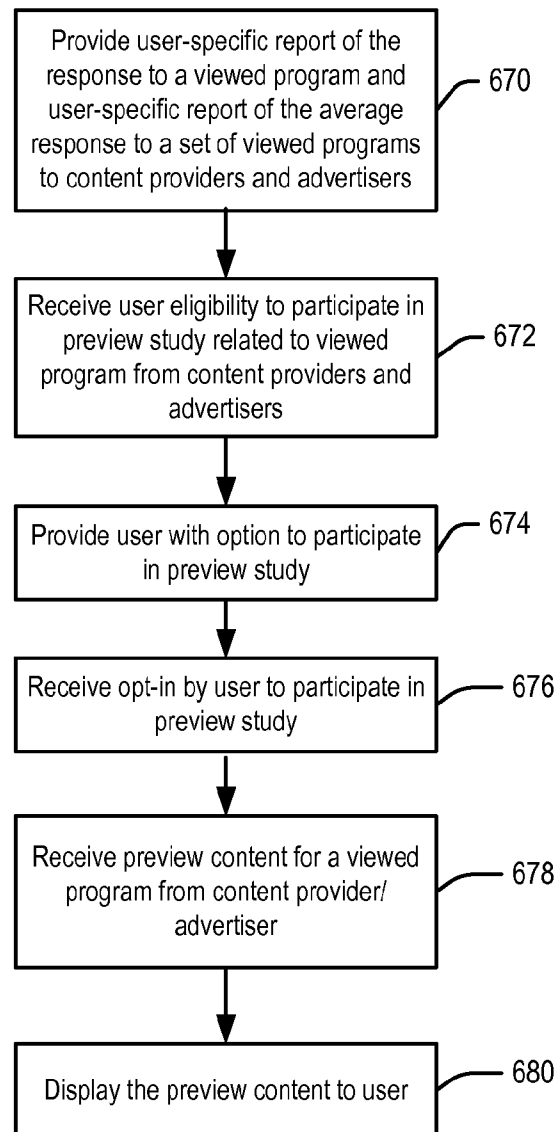 Provide user-specific report of the
response to a viewed program and
user-specific report of the average
response to a set of viewed programs
to content providers and advertisers
670
Receive user eligibility to participate in
preview study related to viewed
program from content providers and
advertisers
672
Provide user with option to participate
in preview study
674
Receive opt-in by user to participate in
preview study
676
Receive preview content for a viewed
program from content provider/
advertiser
678
Display the preview content to user
680